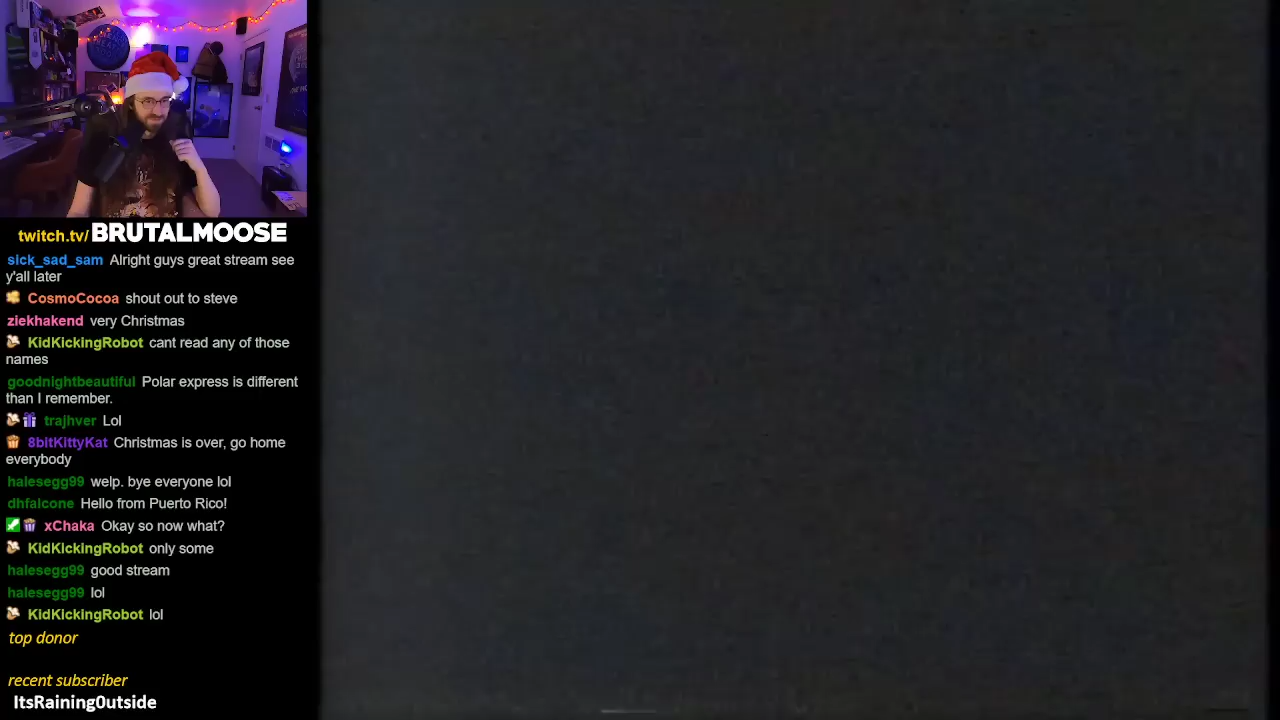 twitch.tv/BRUTALMOOSE
sick_sad_sam Alright guys great stream see
y'all later
CosmoCocoa shout out to steve
ziekhakend very Christmas
KidKickingRobot cant read any of those
names
goodnightbeautiful Polar express is different
than I remember.
trajhver Lol
8bitKittyKat Christmas is over, go home
everybody
halesegg99 welp. bye everyone lol
dhfalcone Hello from Puerto Rico!
xChaka Okay so now what?
KidKickingRobot only some
halesegg99 good stream
halesegg99 lol
KidKickingRobot lol
top donor
recent subscriber
ItsRaining0utside